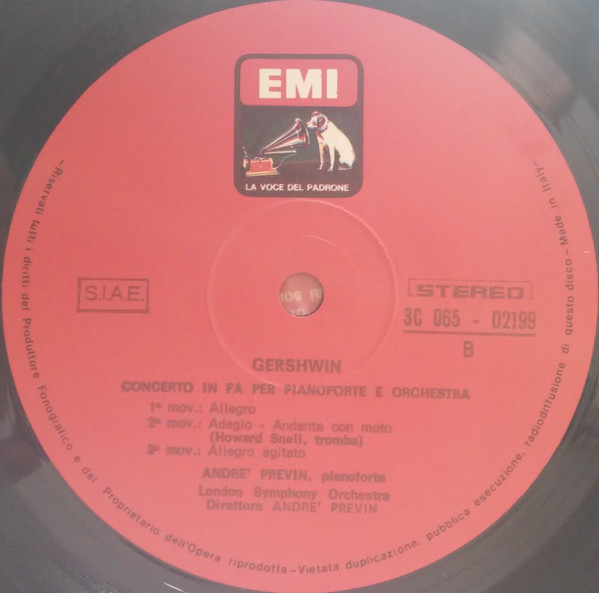 EMI
LA VOCE DEL PADRONE
S.I.A.E.
STEREO
3C 065 - 02199
B
GERSHWIN
CONCERTO IN FA PER PIANOFORTE E ORCHESTRA
1º mov.: Allegro
2º mov.: Adagio - Andante con moto
(Howard Snell, tromba)
3º mov.: Allegro agitato
ANDRE' PREVIN, pianoforte
London Symphony Orchestra
Direttore ANDRE' PREVIN
-Riservati tutti i diritti del Produttore Fonografico e del Proprietario dell'Opera riprodotta-Vietata duplicazione, pubblica esecuzione, radiodiffusione di questo disco-Made in Italy-